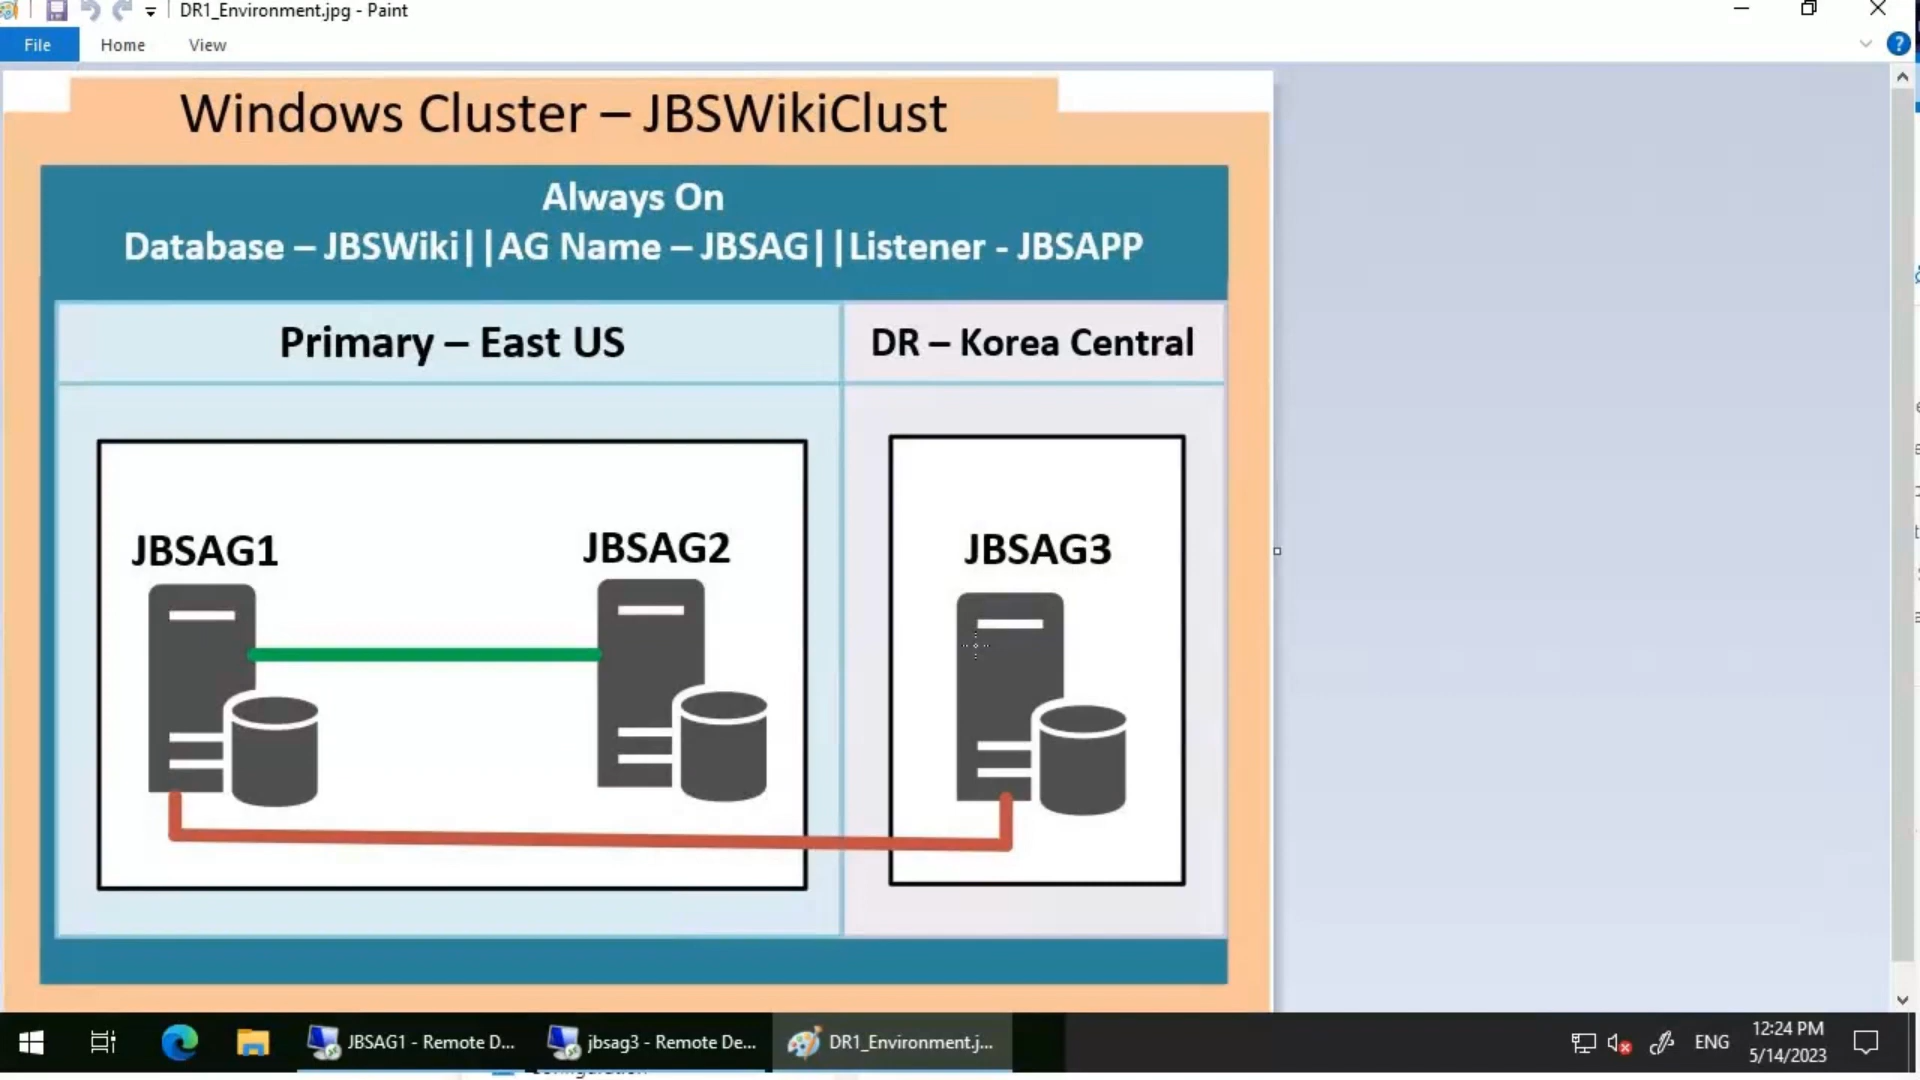 DR1_Environment.jpg - Paint
File Home View
Windows Cluster – JBSWikiClust
Always On
Database – JBSWiki||AG Name – JBSAG||Listener - JBSAPP
Primary – East US
DR – Korea Central
JBSAG1
JBSAG2
JBSAG3
JBSAG1 - Remote D...
jbsag3 - Remote De...
DR1_Environment.j...
ENG
12:24 PM
5/14/2023